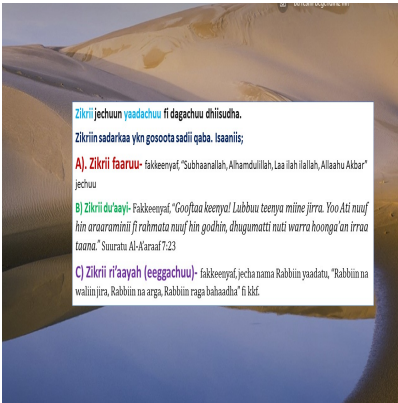 Zikrii jechuun yaadachuu fi dagachuu dhiisudha.
Zikriin sadarkaa ykn gosoota sadii qaba. Isaaniis;
A). Zikrii faaruu- fakkeenyaf, “Subhaanallah, Alhamdulillah, Laa ilah ilallah, Allaahu Akbar”
jechuu
B) Zikrii du’aayi- Fakkeenyaf, “Gooftaa keenya! Lubbuu teenya miine jirra. Yoo Ati nuuf
hin araaraminii fi rahmata nuuf hin godhin, dhugumatti nuti warra hoonga’an irraa
taana.” Suuratu Al-A’araaf 7:23
C) Zikrii ri’aayah (eeggachuu)- fakkeenyaf, jecha nama Rabbiin yaadatu, “Rabbiin na
waliin jira, Rabbiin na arga, Rabbiin raga bahaadha” fi kkf.